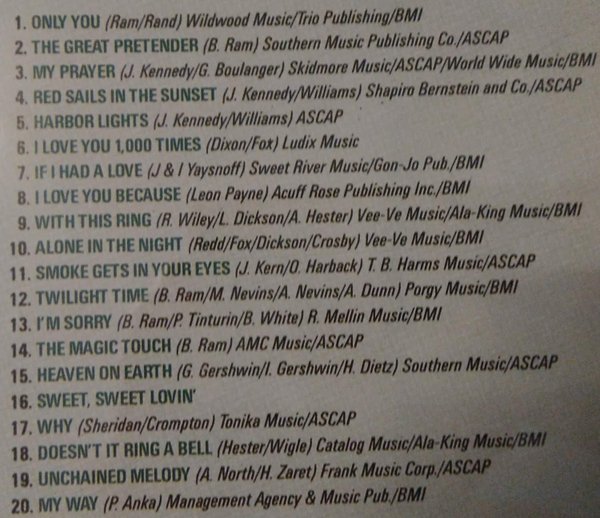 1. ONLY YOU (Ram/Rand) Wildwood Music/Trio Publishing/BMI
2. THE GREAT PRETENDER (B. Ram) Southern Music Publishing Co./ASCAP
3. MY PRAYER (J. Kennedy/G. Boulanger) Skidmore Music/ASCAP/World Wide Music/BMI
4. RED SAILS IN THE SUNSET (J. Kennedy/Williams) Shapiro Bernstein and Co./ASCAP
5. HARBOR LIGHTS (J. Kennedy/Williams) ASCAP
6. I LOVE YOU 1,000 TIMES (Dixon/Fox) Ludix Music
7. IF I HAD A LOVE (J & I Yaysnoff) Sweet River Music/Gon-Jo Pub./BMI
8. I LOVE YOU BECAUSE (Leon Payne) Acuff Rose Publishing Inc./BMI
9. WITH THIS RING (R. Wiley/L. Dickson/A. Hester) Vee-Ve Music/Ala-King Music/BMI
10. ALONE IN THE NIGHT (Redd/Fox/Dickson/Crosby) Vee-Ve Music/BMI
11. SMOKE GETS IN YOUR EYES (J. Kern/O. Harback) T. B. Harms Music/ASCAP
12. TWILIGHT TIME (B. Ram/M. Nevins/A. Nevins/A. Dunn) Porgy Music/BMI
13. I'M SORRY (B. Ram/P. Tinturin/B. White) R. Mellin Music/BMI
14. THE MAGIC TOUCH (B. Ram) AMC Music/ASCAP
15. HEAVEN ON EARTH (G. Gershwin/I. Gershwin/H. Dietz) Southern Music/ASCAP
16. SWEET, SWEET LOVIN'
17. WHY (Sheridan/Crompton) Tonika Music/ASCAP
18. DOESN'T IT RING A BELL (Hester/Wigle) Catalog Music/Ala-King Music/BMI
19. UNCHAINED MELODY (A. North/H. Zaret) Frank Music Corp./ASCAP
20. MY WAY (P. Anka) Management Agency & Music Pub./BMI